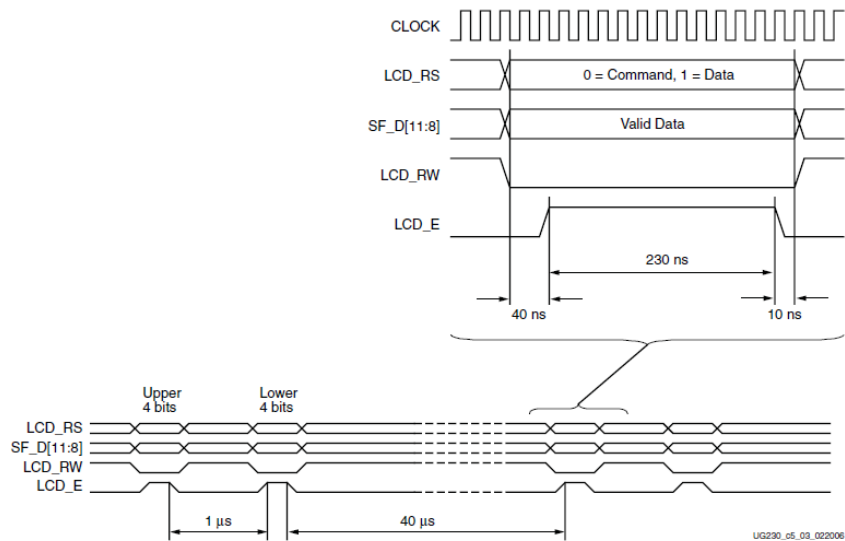 CLOCK
LCD_RS
0 = Command, 1 = Data
SF_D[11:8]
Valid Data
LCD_RW
LCD_E
230 ns
40 ns
10 ns
Upper
4 bits
Lower
4 bits
LCD_RS
SF_D[11:8]
LCD_RW
LCD_E
1 μs
40 μs
UG230_c5_03_022006